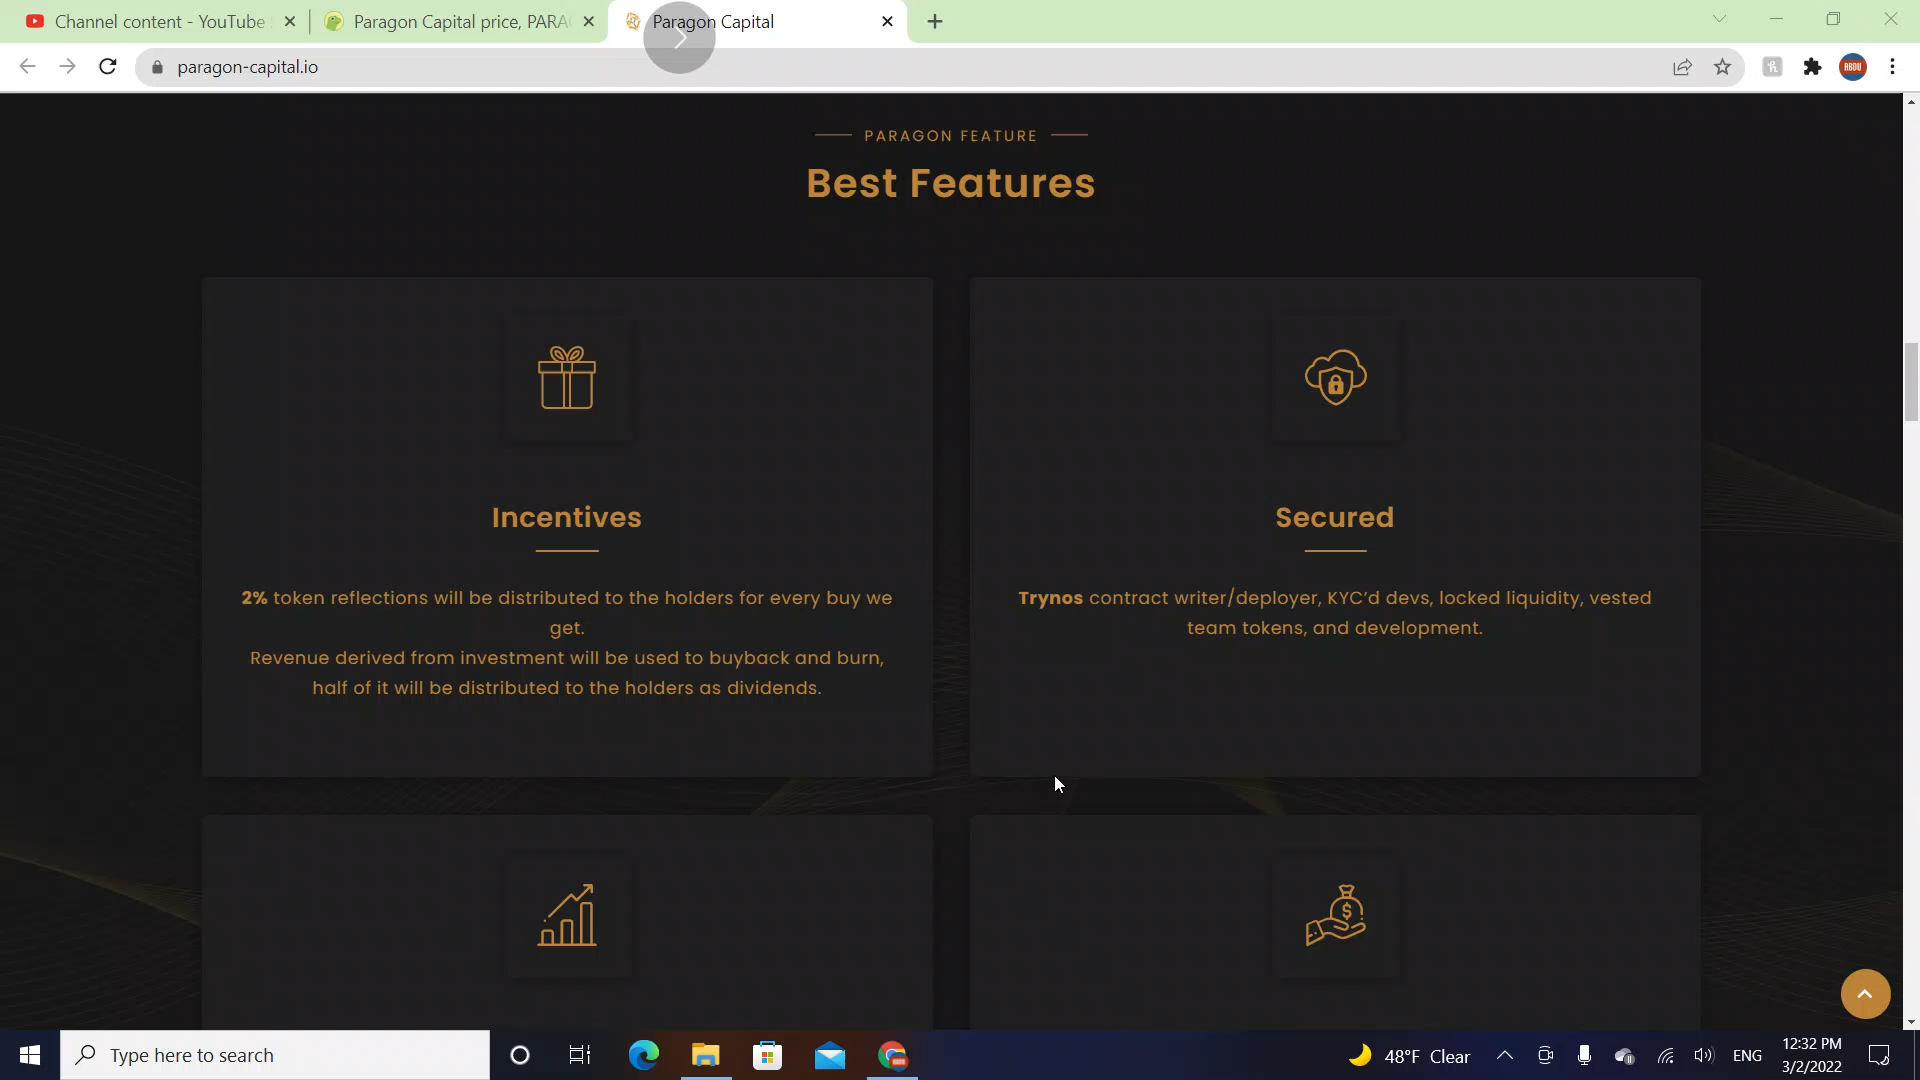 Channel content - YouTube
Paragon Capital price, PARA
Paragon Capital
paragon-capital.io
ABDU
PARAGON FEATURE
Best Features
Incentives
2% token reflections will be distributed to the holders for every buy we
get.
Revenue derived from investment will be used to buyback and burn,
half of it will be distributed to the holders as dividends.
Secured
Trynos contract writer/deployer, KYC’d devs, locked liquidity, vested
team tokens, and development.
Type here to search
48°F Clear
ENG
12:32 PM
3/2/2022